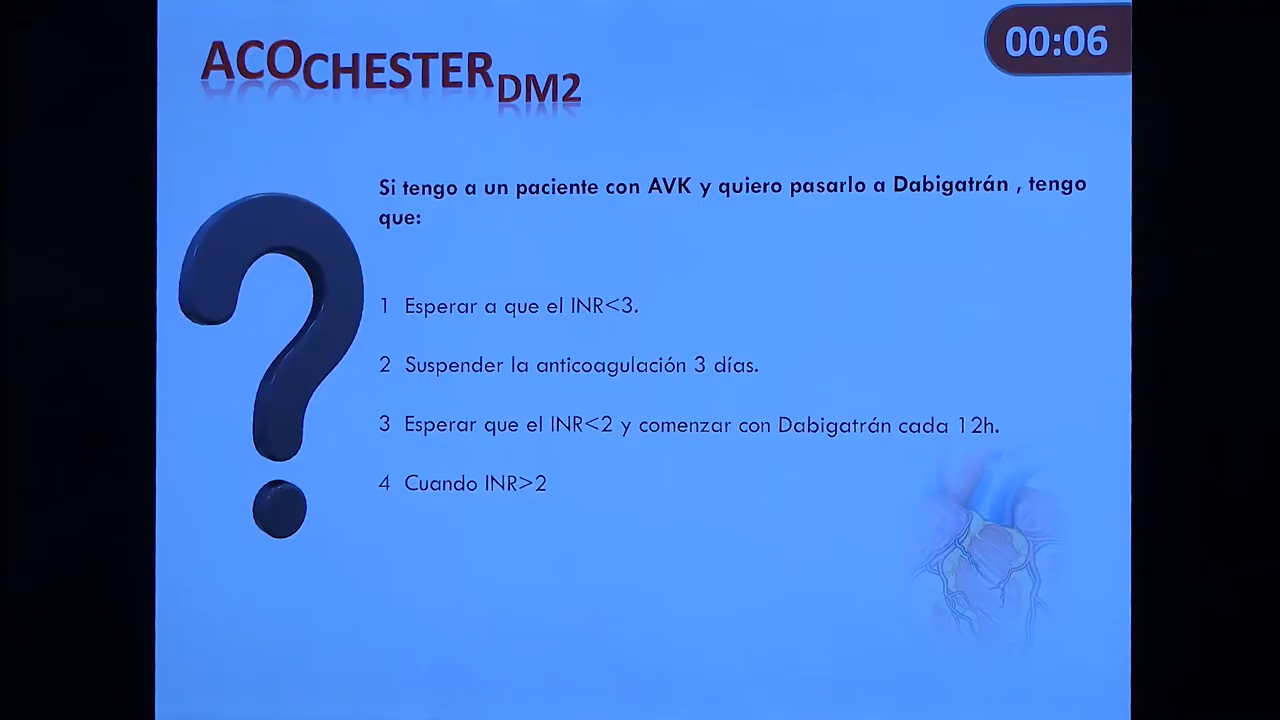 ACOCHESTERDM2
00:06
Si tengo a un paciente con AVK y quiero pasarlo a Dabigatrán , tengo
que:
1 Esperar a que el INR<3.
2 Suspender la anticoagulación 3 días.
3 Esperar que el INR<2 y comenzar con Dabigatrán cada 12h.
4 Cuando INR>2